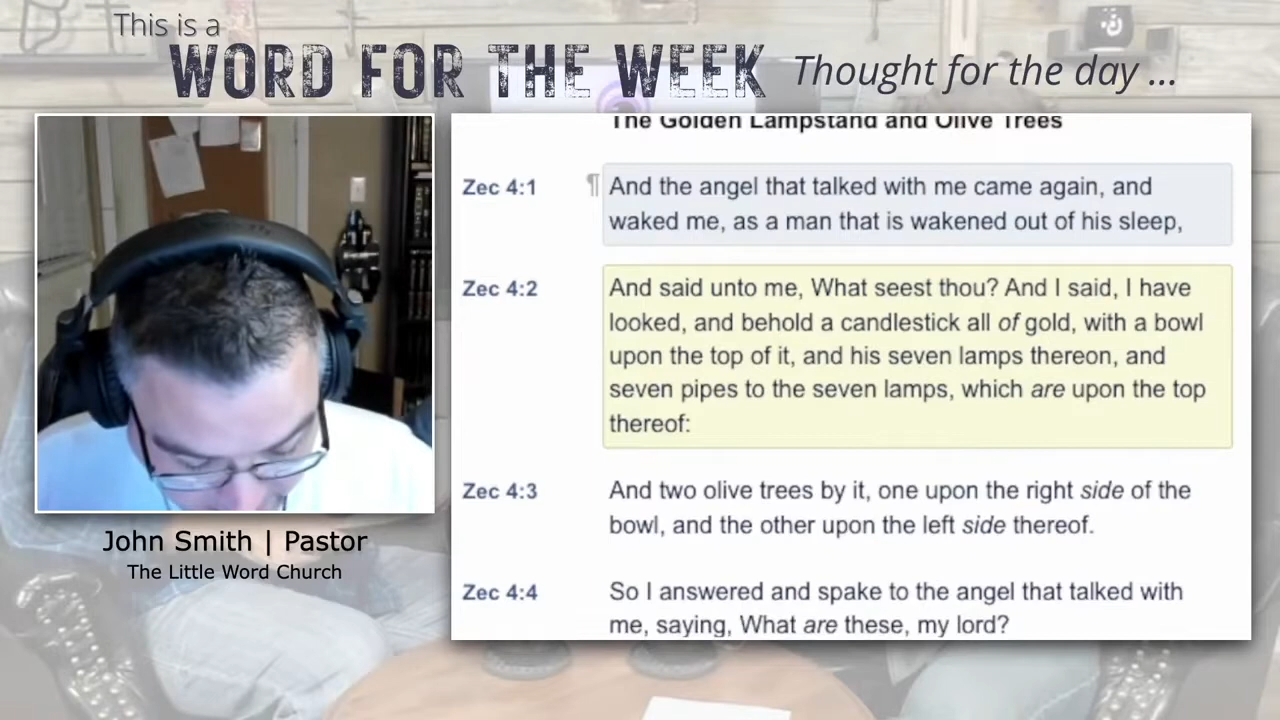 This is a
WORD FOR THE WEEK
Thought for the day ...
The Golden Lampstand and Olive Trees
Zec 4:1
¶ And the angel that talked with me came again, and
waked me, as a man that is wakened out of his sleep,
Zec 4:2
And said unto me, What seest thou? And I said, I have
looked, and behold a candlestick all of gold, with a bowl
upon the top of it, and his seven lamps thereon, and
seven pipes to the seven lamps, which are upon the top
thereof:
Zec 4:3
And two olive trees by it, one upon the right side of the
bowl, and the other upon the left side thereof.
Zec 4:4
So I answered and spake to the angel that talked with
me, saying, What are these, my lord?
John Smith | Pastor
The Little Word Church